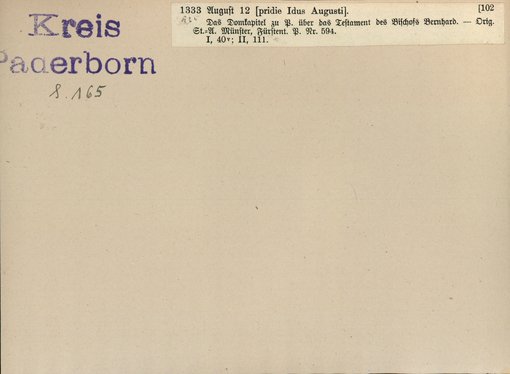 Kreis
Paderborn
S. 165
1333 August 12 [pridie Idus Augusti]. [102
Das Domkapitel zu P. über das Testament des Bischofs Bernhard. — Orig.
St.-A. Münster, Fürstent. P. Nr. 594.
I, 40v; II, 111.